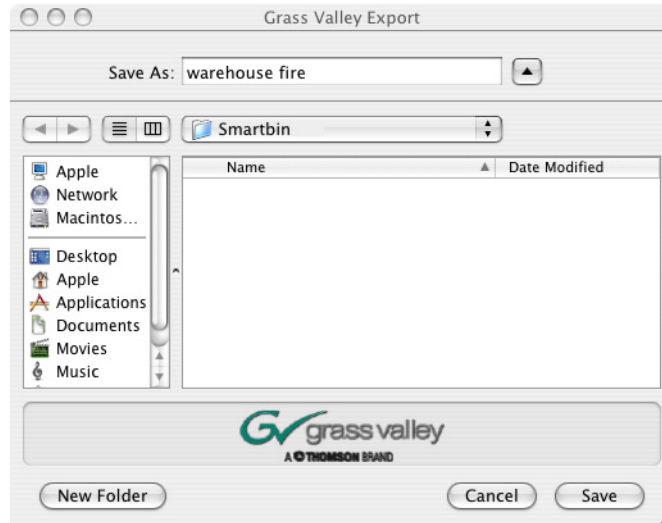 Grass Valley Export
Save As: warehouse fire
Smartbin
Name Date Modified
Apple
Network
Macintos...
Desktop
Apple
Applications
Documents
Movies
Music
GV grass valley
A THOMSON BRAND
New Folder Cancel Save